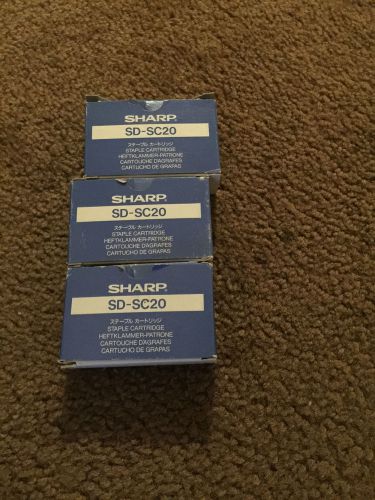 SHARP
SD-SC20
ステープル カートリッジ
STAPLE CARTRIDGE
HEFTKLAMMER-PATRONE
CARTOUCHE D'AGRAFES
CARTUCHO DE GRAPAS
SHARP
SD-SC20
ステープル カートリッジ
STAPLE CARTRIDGE
HEFTKLAMMER-PATRONE
CARTOUCHE D'AGRAFES
CARTUCHO DE GRAPAS
SHARP
SD-SC20
ステープル カートリッジ
STAPLE CARTRIDGE
HEFTKLAMMER-PATRONE
CARTOUCHE D'AGRAFES
CARTUCHO DE GRAPAS